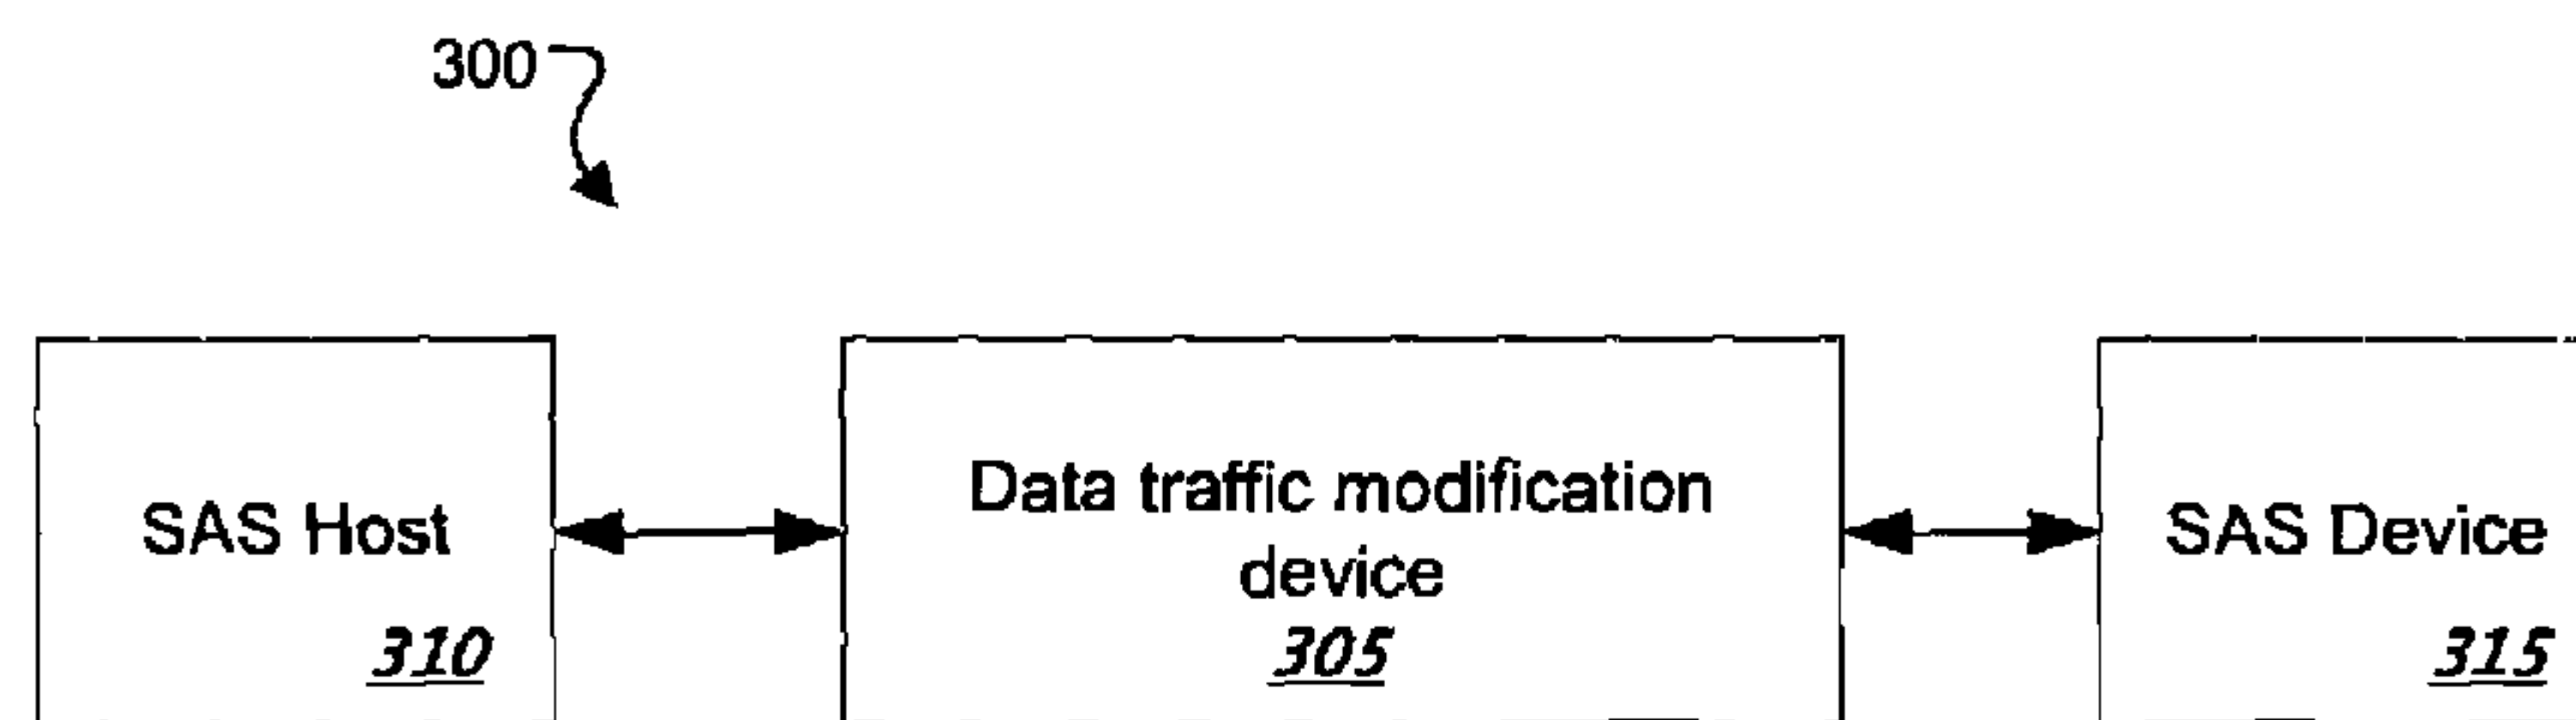 300
SAS Host
310
Data traffic modification
device
305
SAS Device
315